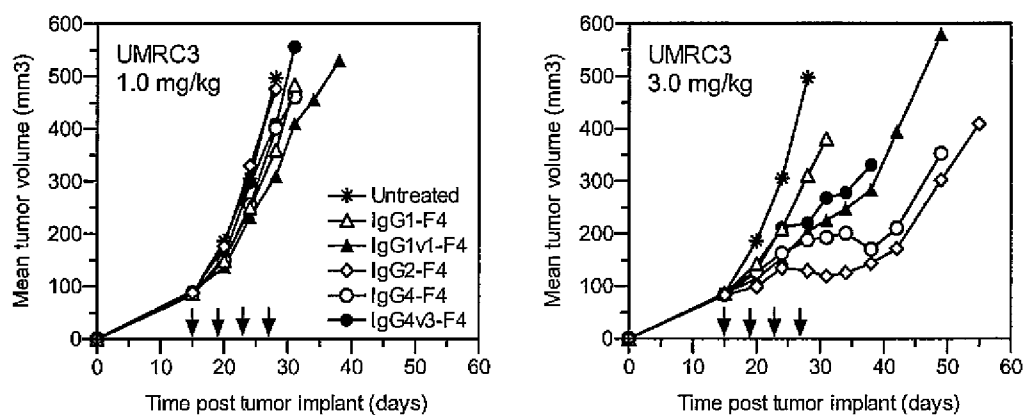 UMRC3
1.0 mg/kg
Mean tumor volume (mm3)
600
500
400
300
200
100
0
0 10 20 30 40 50 60
Time post tumor implant (days)
Untreated
IgG1-F4
IgG1v1-F4
IgG2-F4
IgG4-F4
IgG4v3-F4
UMRC3
3.0 mg/kg
Mean tumor volume (mm3)
600
500
400
300
200
100
0
0 10 20 30 40 50 60
Time post tumor implant (days)